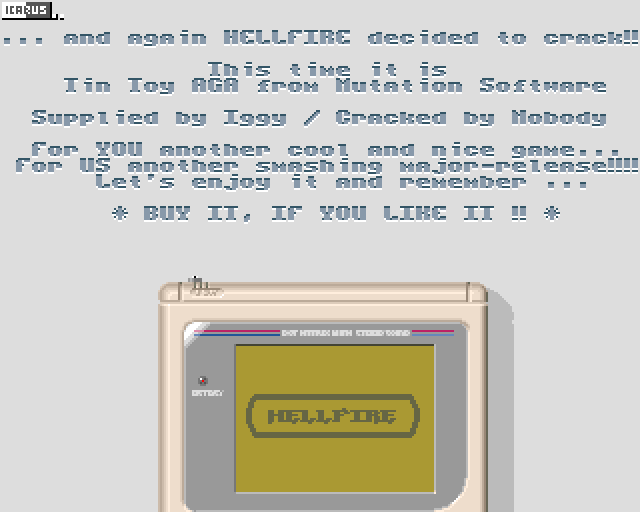 ICARUS
... and again HELLFIRE decided to crack!!
This time it is
Tin Toy AGA from Mutation Software
Supplied by Iggy / Cracked by Nobody
For YOU another cool and nice game...
For US another smashing major-release!!!!
Let's enjoy it and remember ...
* BUY IT, IF YOU LIKE IT !! *
DOT MATRIX WITH STEREO SOUND
BATTERY
HELLFIRE